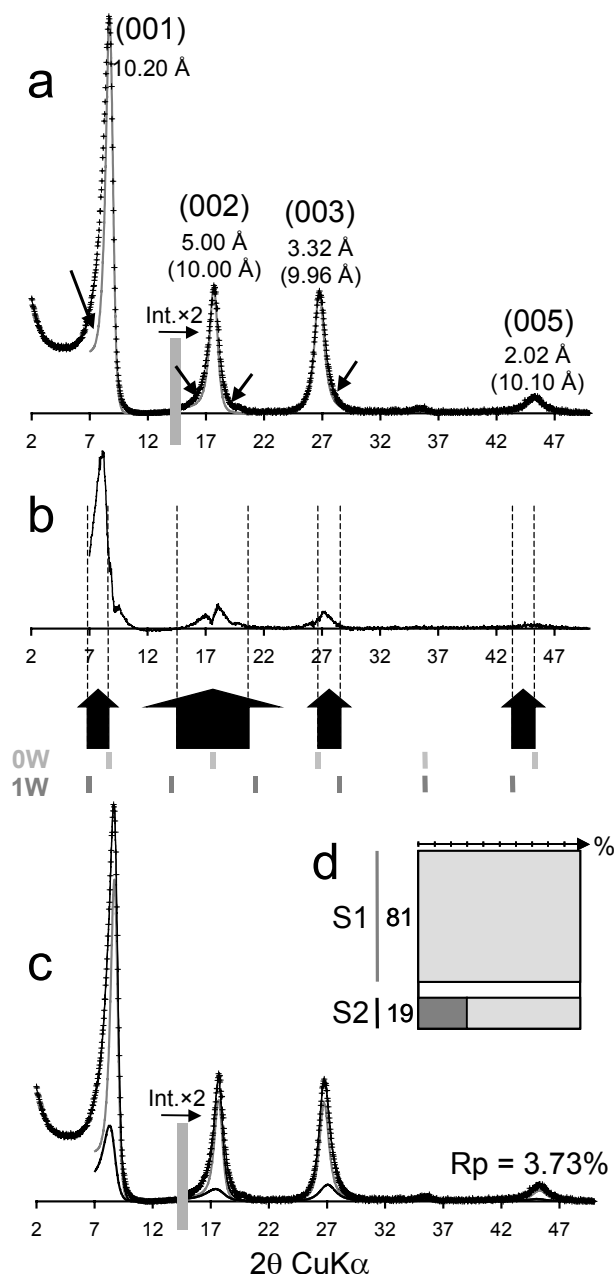 (001)
10.20 Å
a
(002)
5.00 Å
(10.00 Å)
(003)
3.32 Å
(9.96 Å)
Int.×2
(005)
2.02 Å
(10.10 Å)
2 7 12 17 22 27 32 37 42 47
b
2 7 12 17 22 27 32 37 42 47
0W
1W
d
%
S1 81
S2 19
c
Int.×2
Rp = 3.73%
2 7 12 17 22 27 32 37 42 47
2θ CuKα